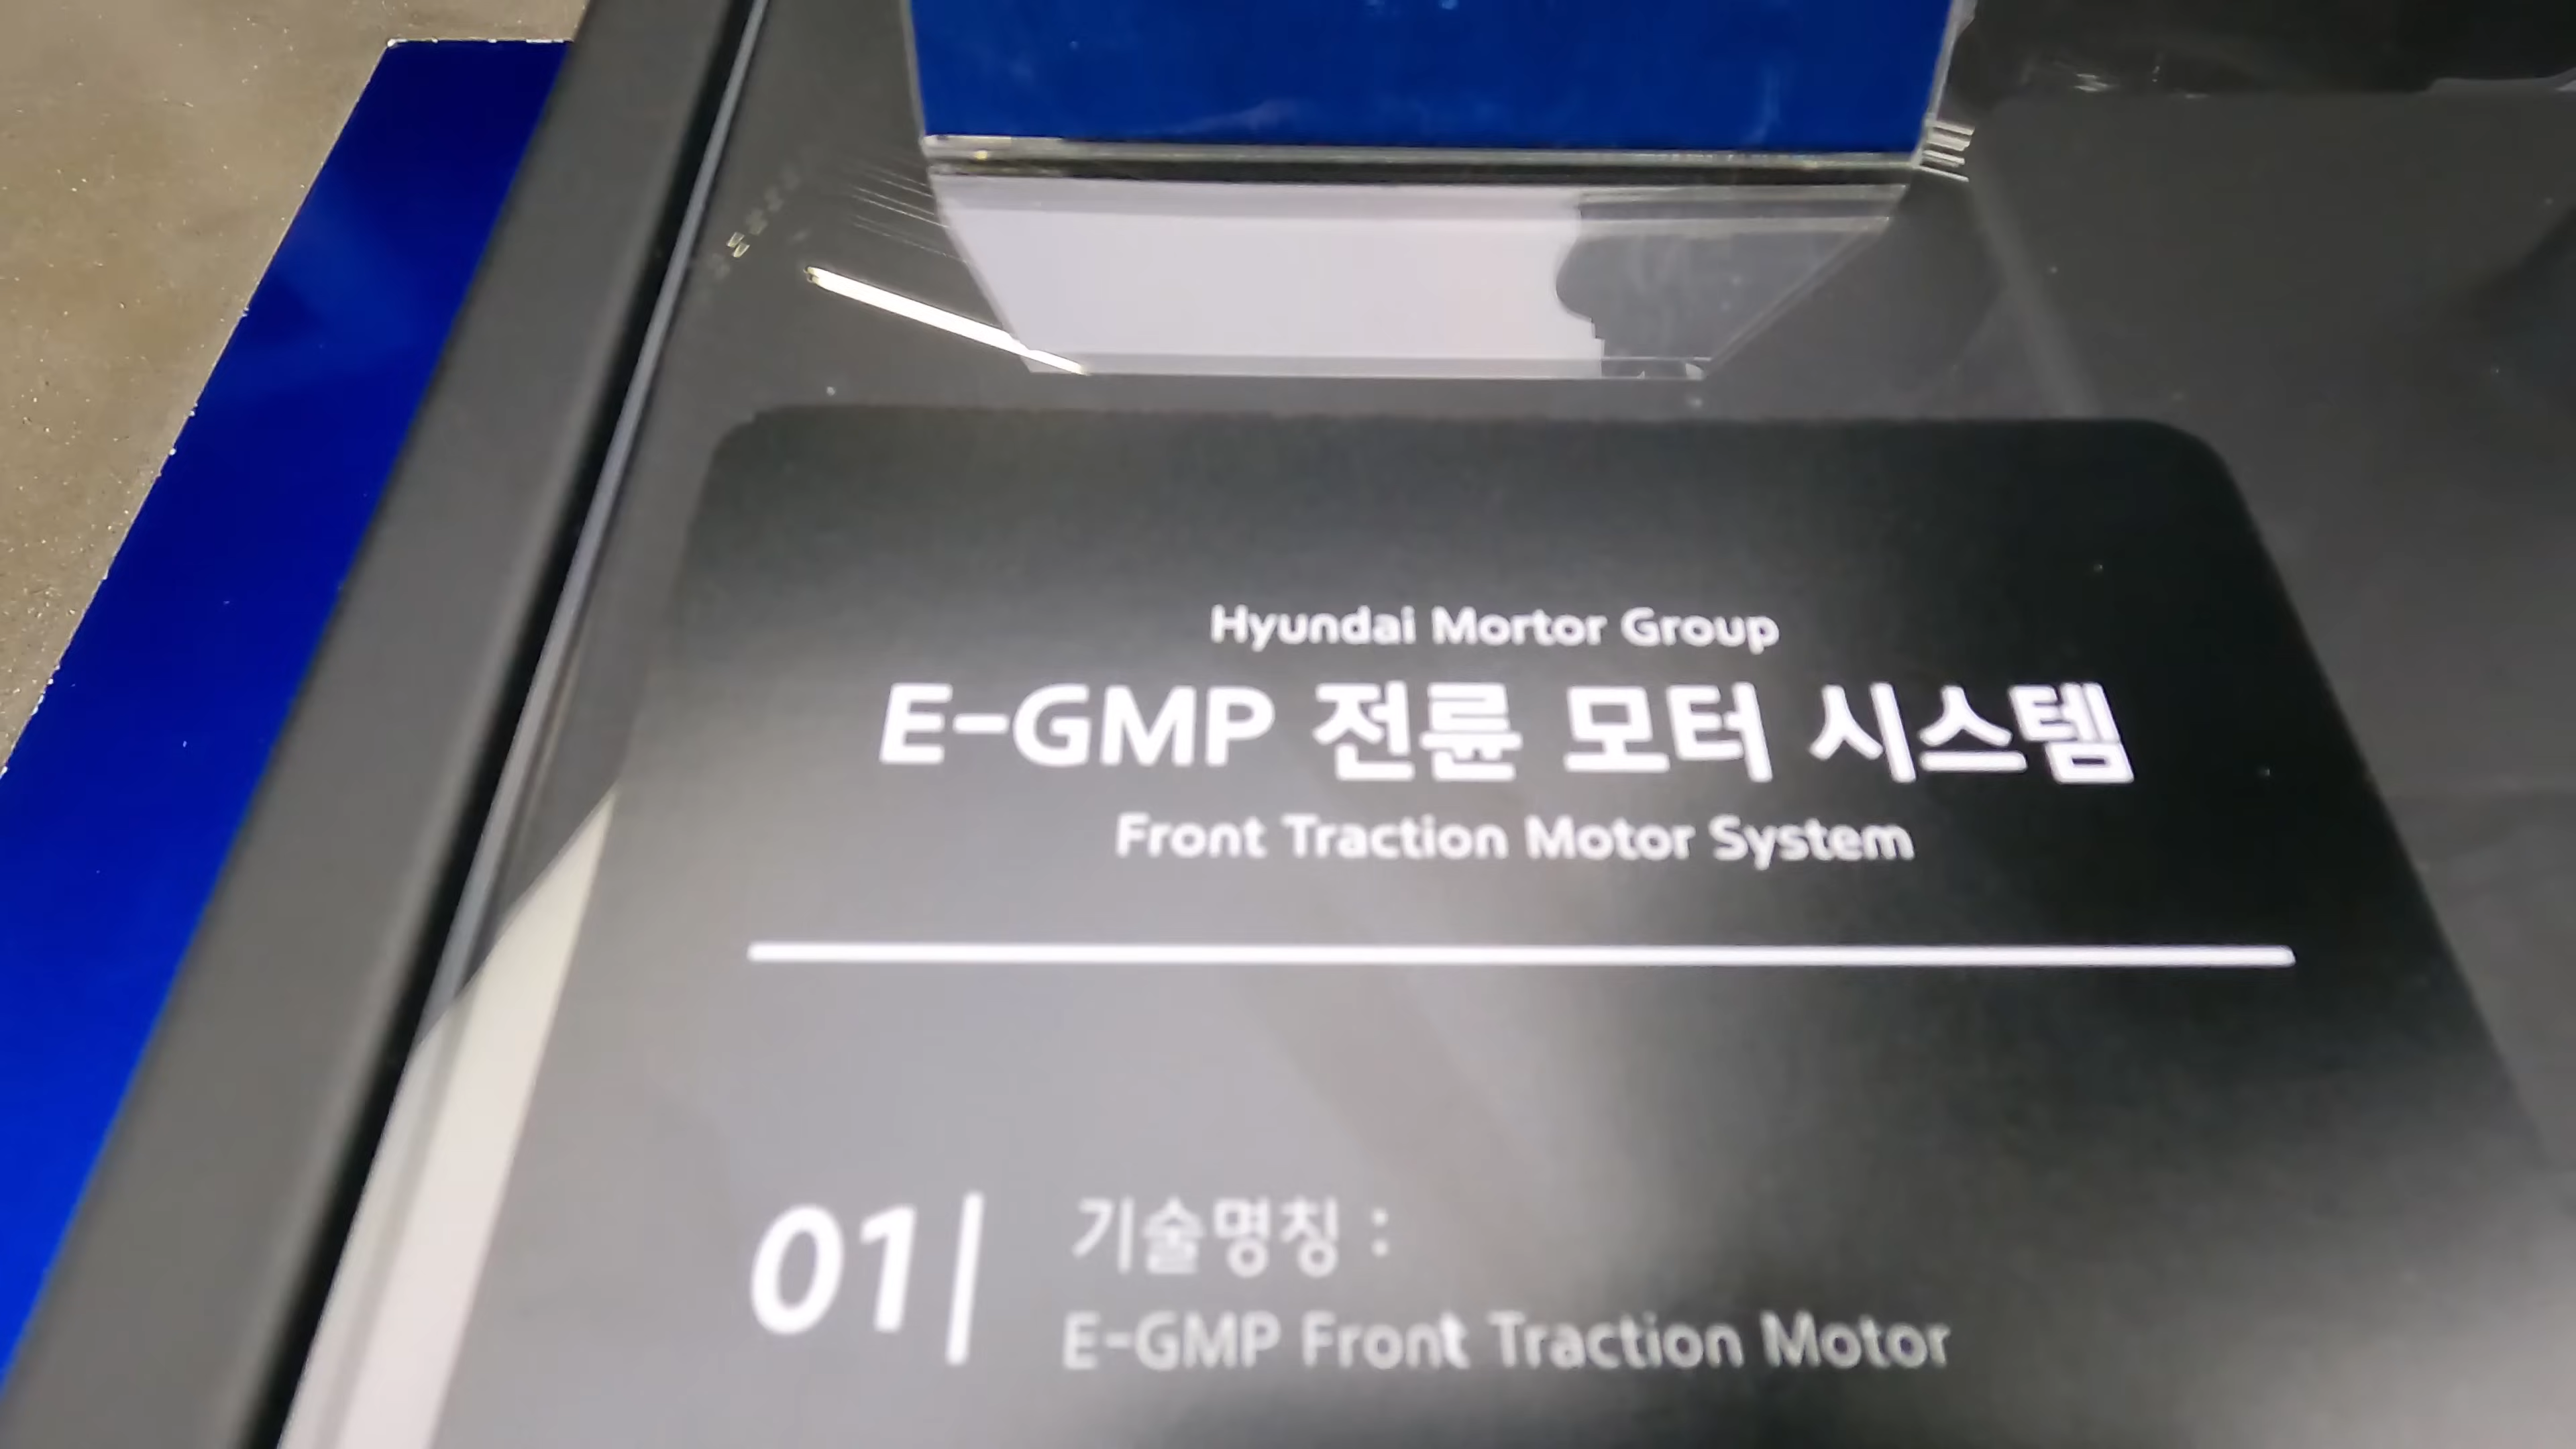 Hyundai Mortor Group
E-GMP 전륜 모터 시스템
Front Traction Motor System
01| 기술명칭 :
E-GMP Front Traction Motor